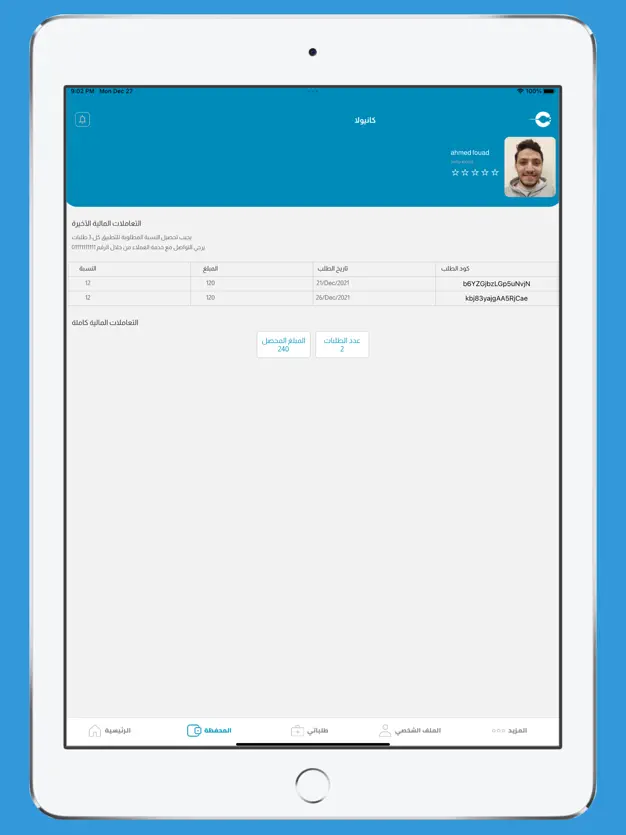 9:02 PM Mon Dec 27
100%
كانيولا
ahmed fouad
التعاملات المالية الأخيرة
يجب تحصيل النسبة المطلوبة للتطبيق كل 3 طلبات
يرجي التواصل مع خدمة العملاء من خلال الرقم
كود الطلب تاريخ الطلب المبلغ النسبة
b6YZGjbzLGp5uNvjN 21/Dec/2021 120 12
kbj83yajgAA5RjCae 26/Dec/2021 120 12
التعاملات المالية كاملة
عدد الطلبات المبلغ المحصل
2 240
المزيد الملف الشخصي طلباتي المحفظة الرئيسية